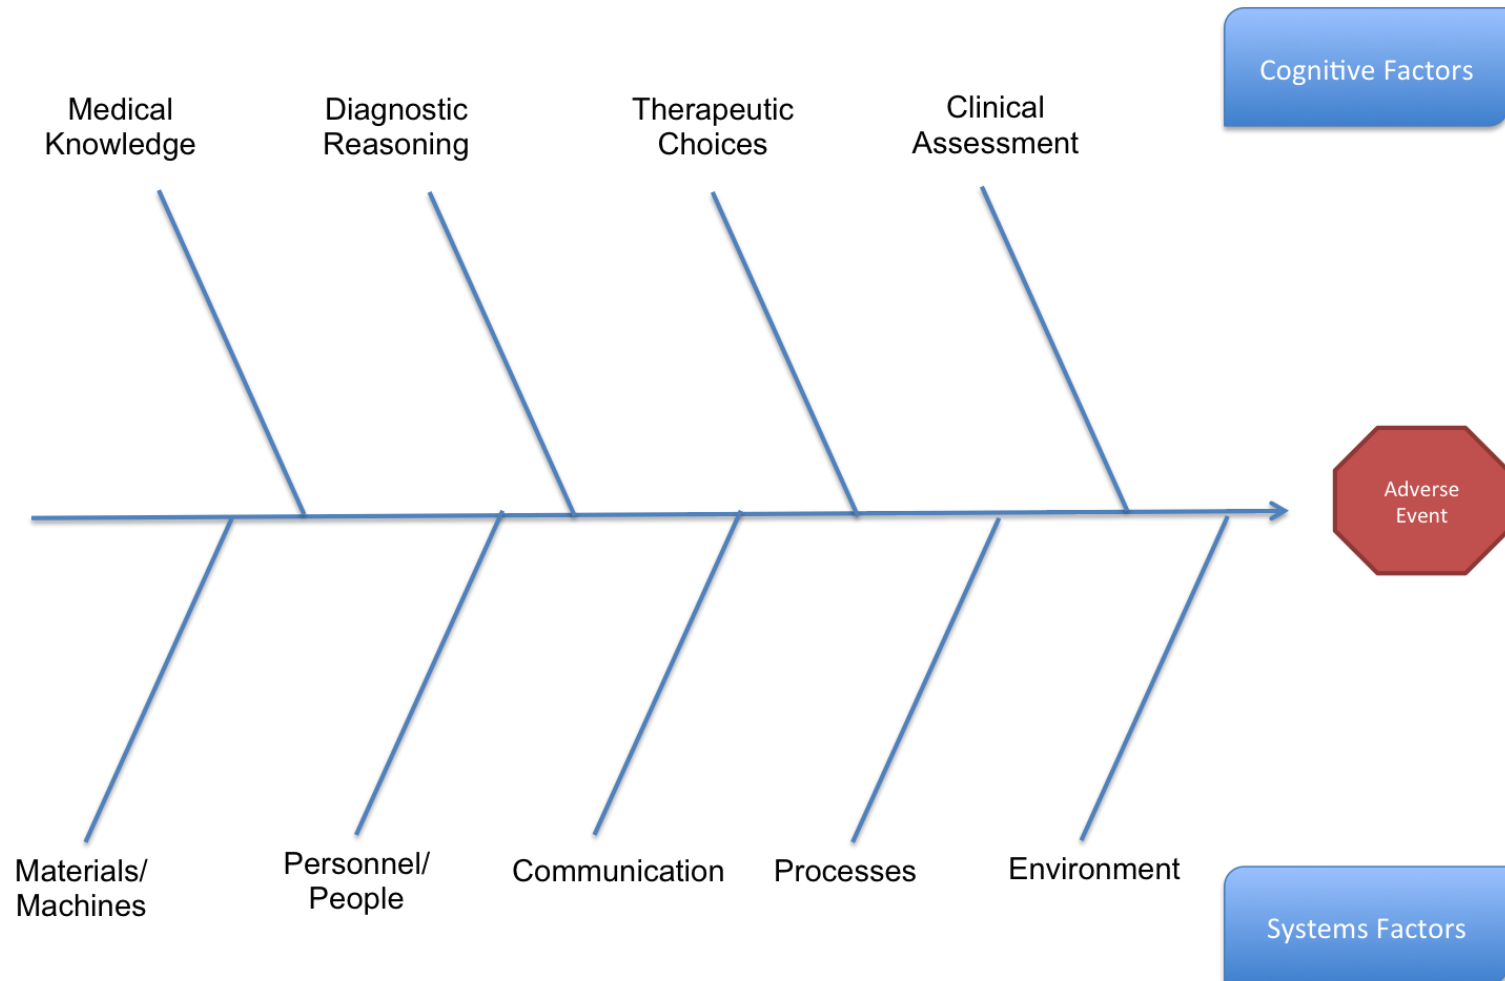 Cognitive Factors
Medical
Knowledge
Diagnostic
Reasoning
Therapeutic
Choices
Clinical
Assessment
Adverse
Event
Materials/
Machines
Personnel/
People
Communication
Processes
Environment
Systems Factors